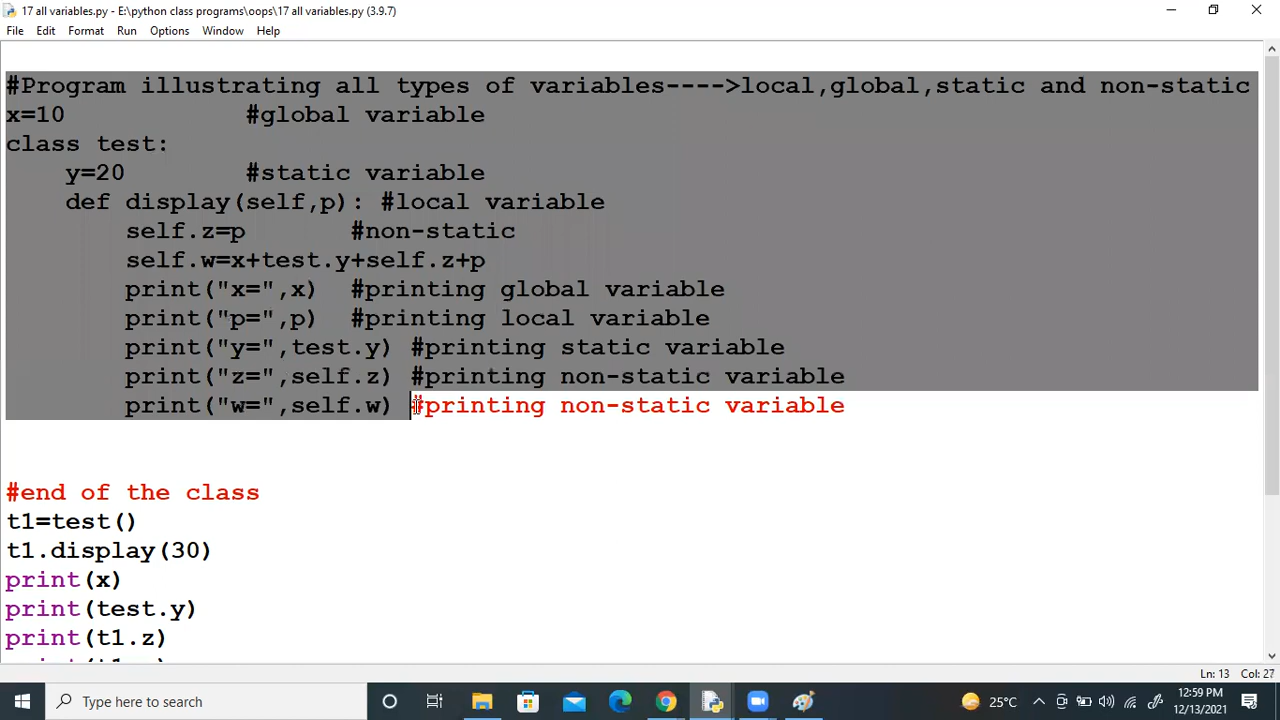 17 all variables.py - E:\python class programs\oops\17 all variables.py (3.9.7)
File Edit Format Run Options Window Help
#Program illustrating all types of variables---->local,global,static and non-static
x=10 #global variable
class test:
y=20 #static variable
def display(self,p): #local variable
self.z=p #non-static
self.w=x+test.y+self.z+p
print("x=",x) #printing global variable
print("p=",p) #printing local variable
print("y=",test.y) #printing static variable
print("z=",self.z) #printing non-static variable
print("w=",self.w) #printing non-static variable
#end of the class
t1=test()
t1.display(30)
print(x)
print(test.y)
print(t1.z)
Ln: 13 Col: 27
Type here to search
25°C
12:59 PM
12/13/2021